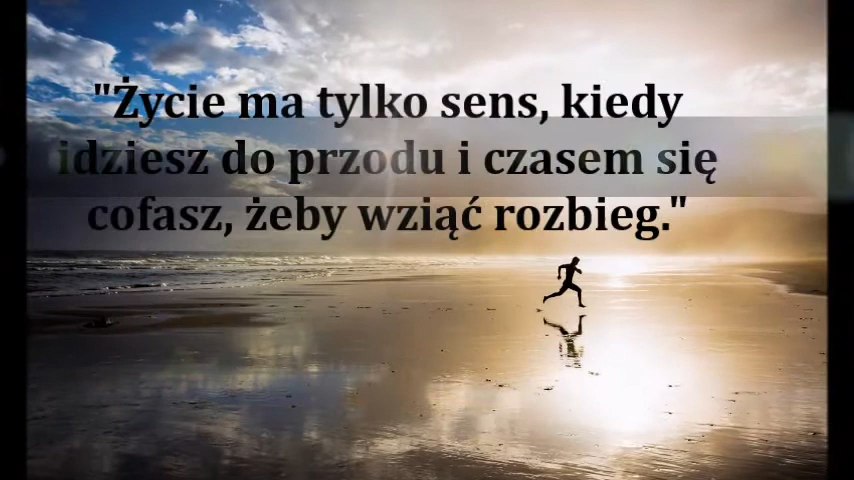 "Życie ma tylko sens, kiedy
idziesz do przodu i czasem się
cofasz, żeby wziąć rozbieg."